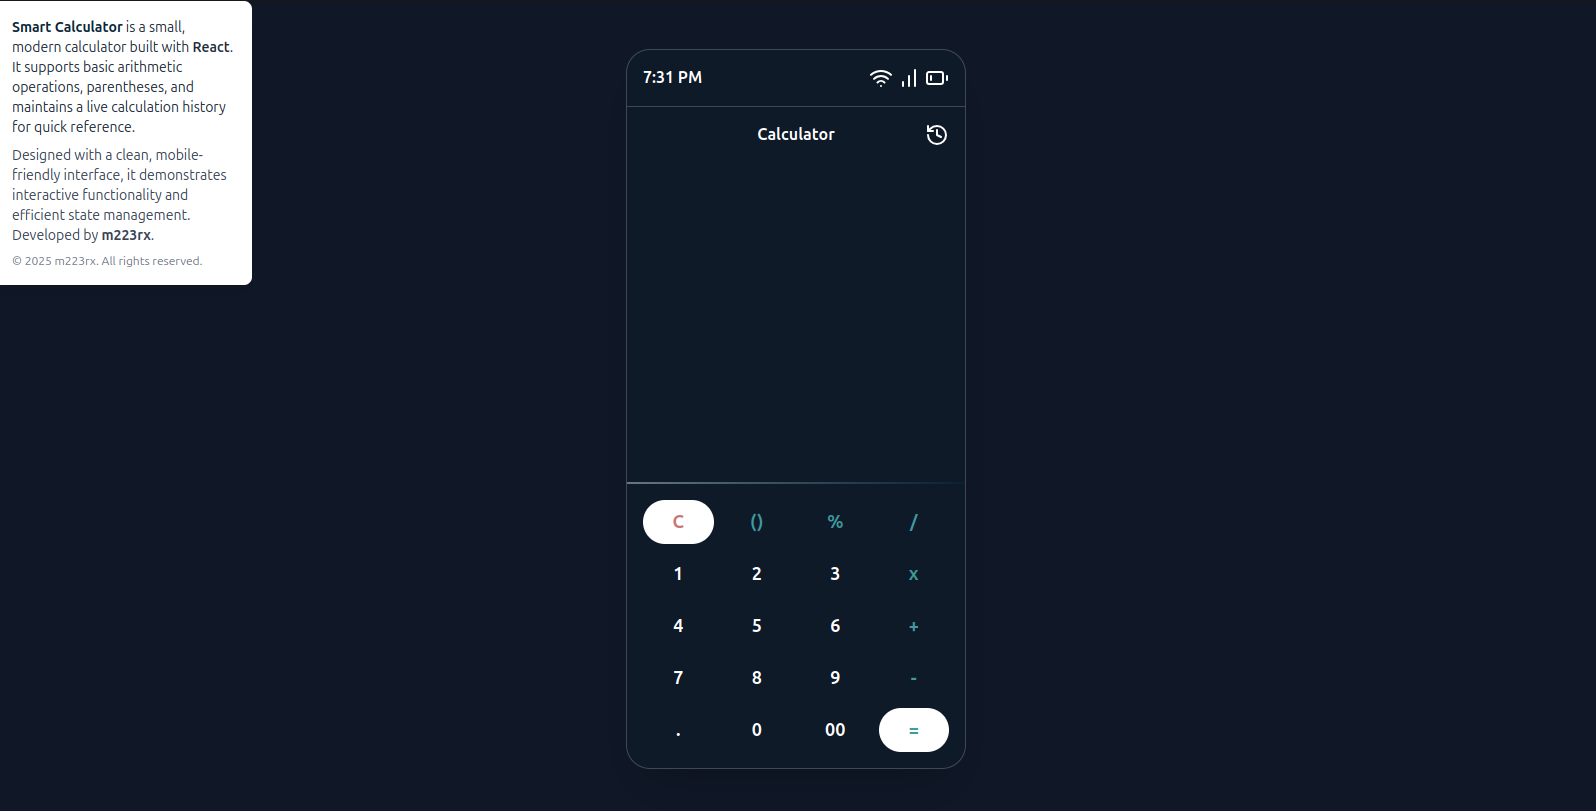 Smart Calculator is a small,
modern calculator built with React.
It supports basic arithmetic
operations, parentheses, and
maintains a live calculation history
for quick reference.
Designed with a clean, mobile-
friendly interface, it demonstrates
interactive functionality and
efficient state management.
Developed by m223rx.
© 2025 m223rx. All rights reserved.
7:31 PM
Calculator
C () % /
1 2 3 x
4 5 6 +
7 8 9 -
. 0 00 =